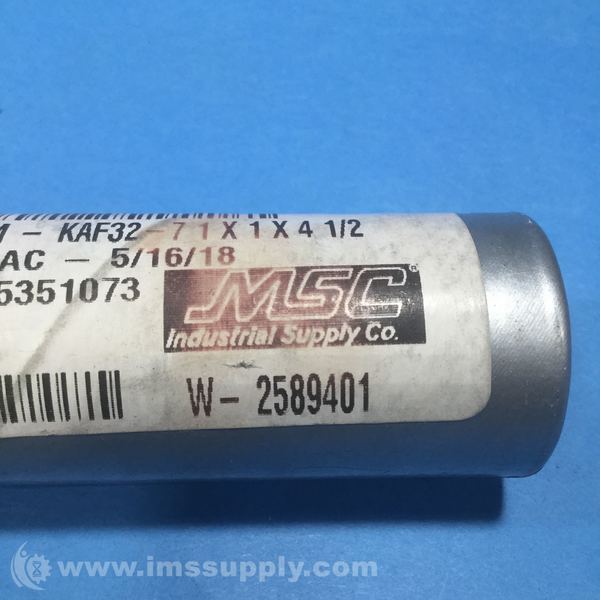 - KAF32-7 1 X 1 X 4 1/2
AC - 5/16/18
5351073
MSC®
Industrial Supply Co.
W- 2589401
© www.imssupply.com